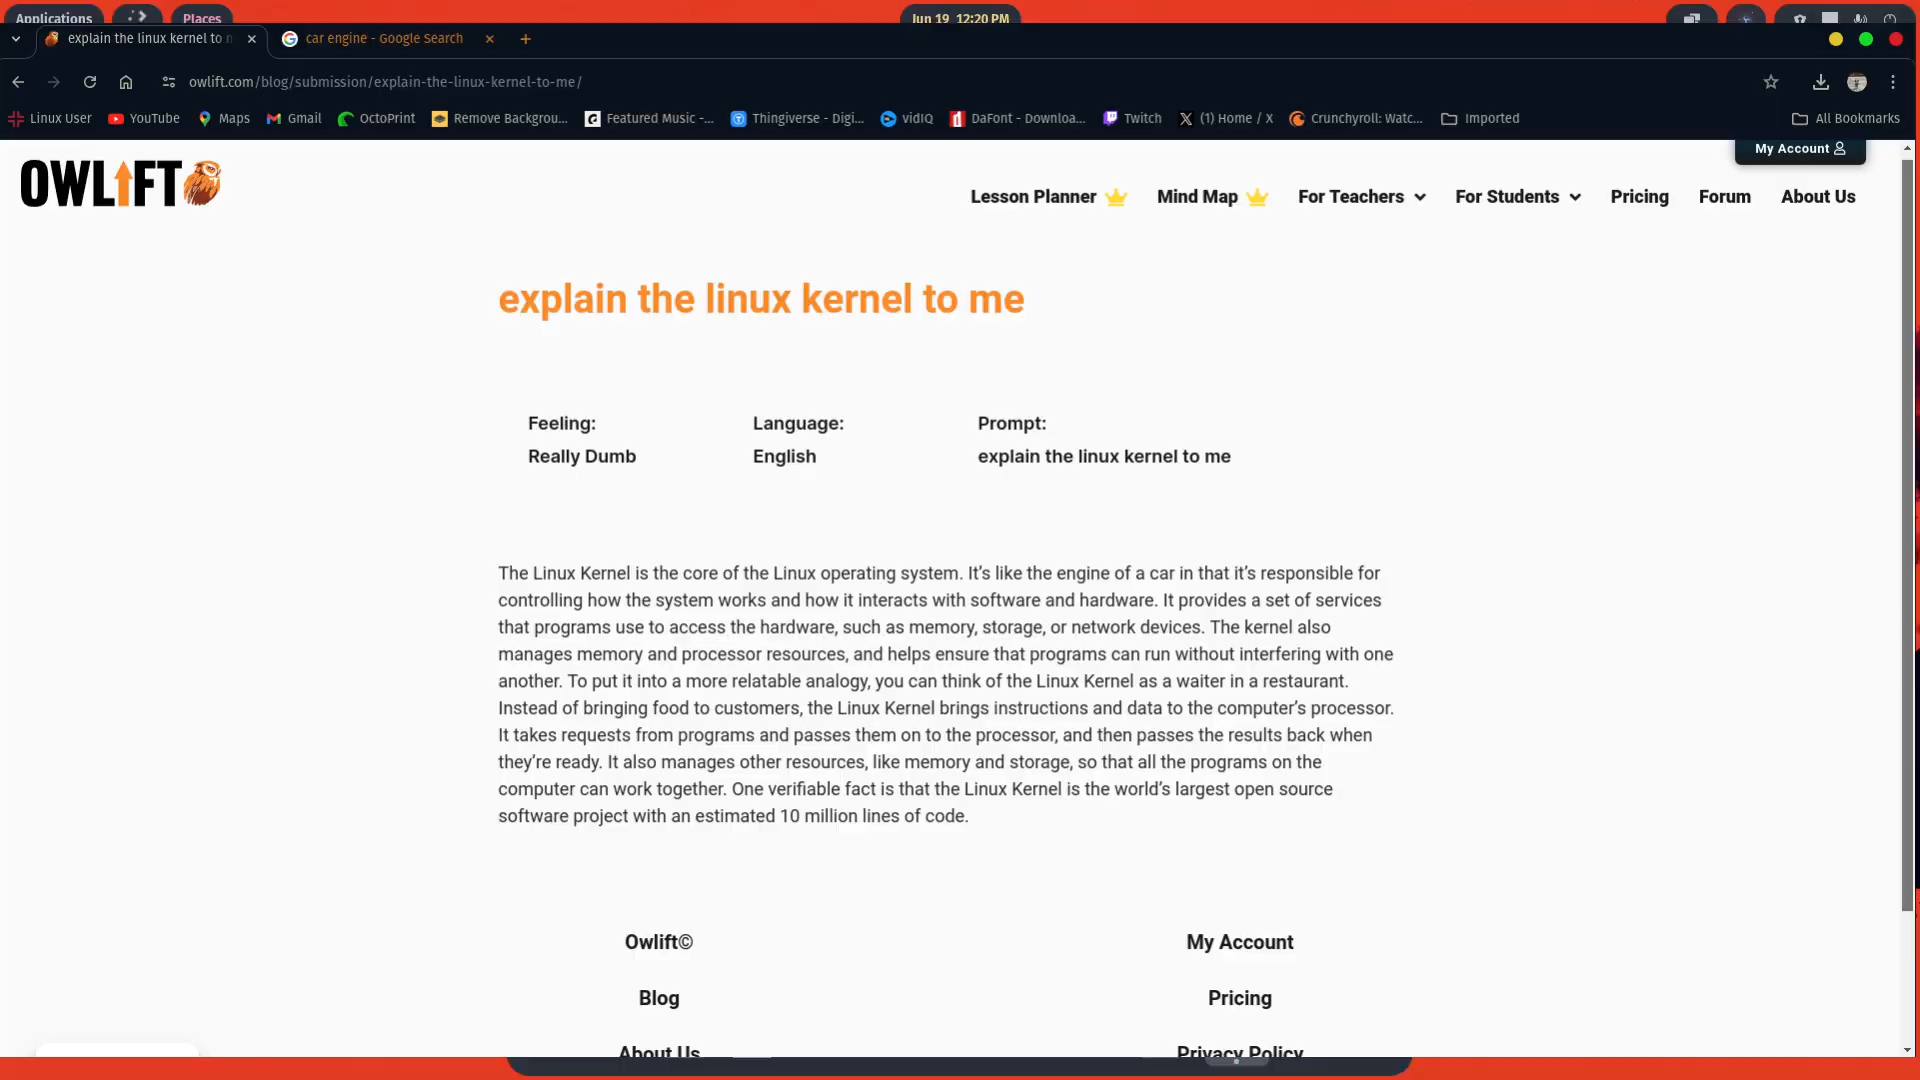 Applications
Places
Jun 19 12:20 PM
explain the linux kernel to
car engine - Google Search
owlift.com/blog/submission/explain-the-linux-kernel-to-me/
Linux User
YouTube
Maps
Gmail
OctoPrint
Remove Backgrou...
Featured Music -...
Thingiverse - Digi...
vidIQ
DaFont - Downloa...
Twitch
(1) Home / X
Crunchyroll: Watc...
Imported
All Bookmarks
My Account
OWLIFT
Lesson Planner
Mind Map
For Teachers
For Students
Pricing
Forum
About Us
explain the linux kernel to me
Feeling:
Language:
Prompt:
Really Dumb
English
explain the linux kernel to me
The Linux Kernel is the core of the Linux operating system. It’s like the engine of a car in that it’s responsible for
controlling how the system works and how it interacts with software and hardware. It provides a set of services
that programs use to access the hardware, such as memory, storage, or network devices. The kernel also
manages memory and processor resources, and helps ensure that programs can run without interfering with one
another. To put it into a more relatable analogy, you can think of the Linux Kernel as a waiter in a restaurant.
Instead of bringing food to customers, the Linux Kernel brings instructions and data to the computer’s processor.
It takes requests from programs and passes them on to the processor, and then passes the results back when
they’re ready. It also manages other resources, like memory and storage, so that all the programs on the
computer can work together. One verifiable fact is that the Linux Kernel is the world’s largest open source
software project with an estimated 10 million lines of code.
Owlift©
My Account
Blog
Pricing
About Us
Privacy Policy